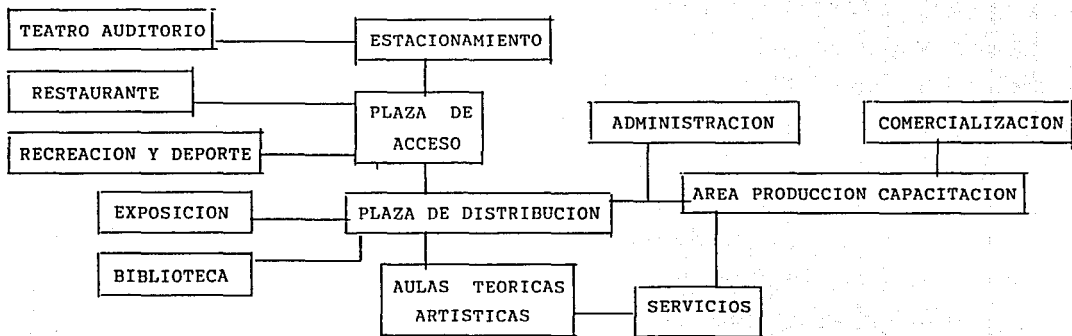 TEATRO AUDITORIO
ESTACIONAMIENTO
RESTAURANTE
PLAZA DE
ACCESO
ADMINISTRACION
COMERCIALIZACION
RECREACION Y DEPORTE
EXPOSICION
PLAZA DE DISTRIBUCION
AREA PRODUCCION CAPACITACION
BIBLIOTECA
AULAS TEORICAS
ARTISTICAS
SERVICIOS